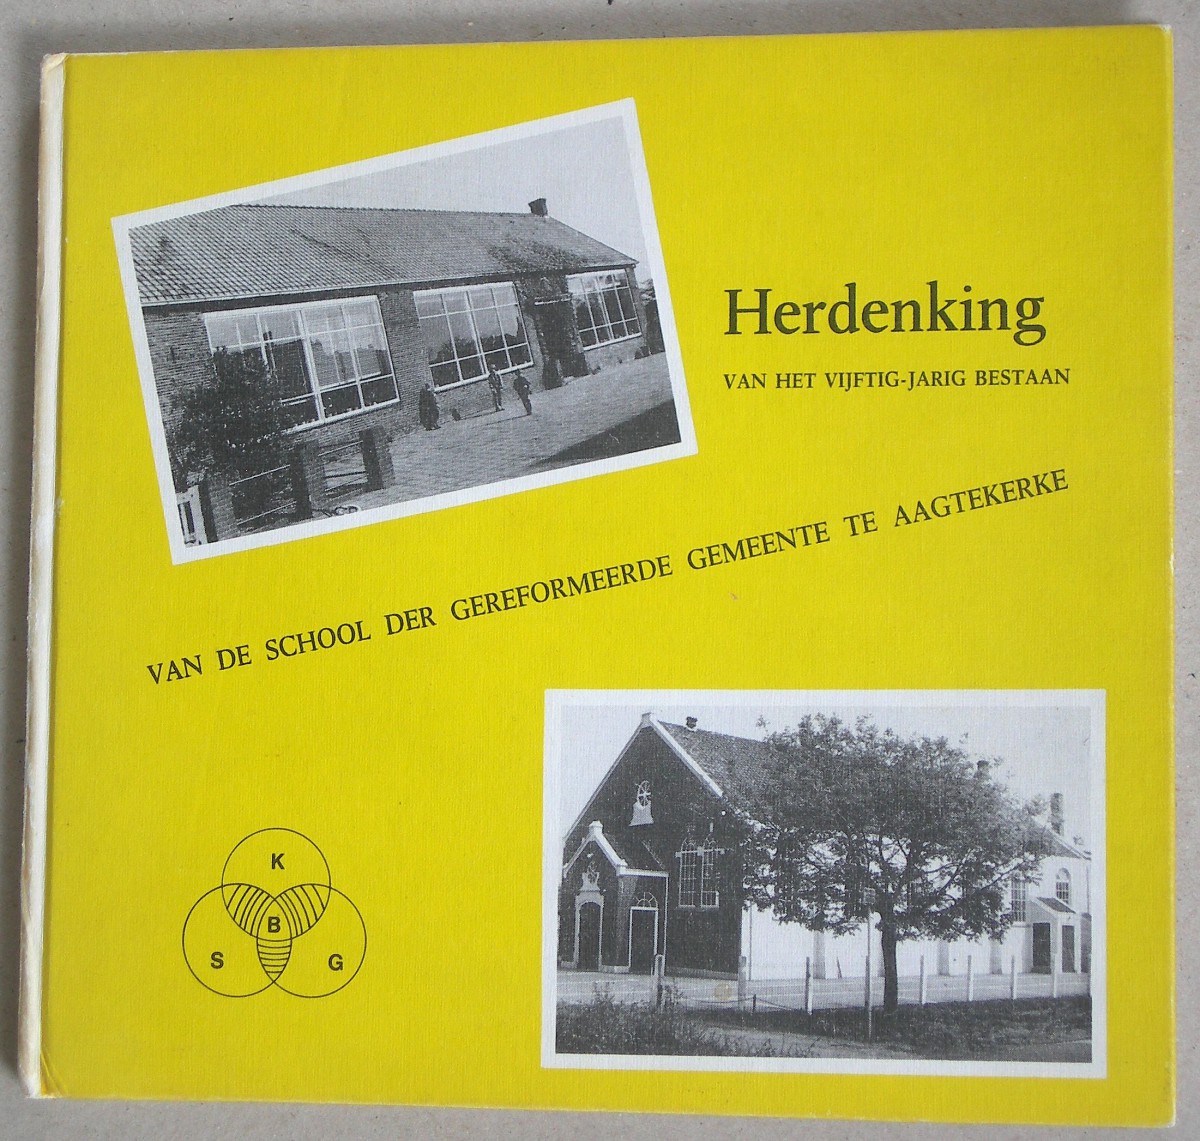 Herdenking
VAN HET VIJFTIG-JARIG BESTAAN
VAN DE SCHOOL DER GEREFORMEERDE GEMEENTE TE AAGTEKERKE
K
B
S G